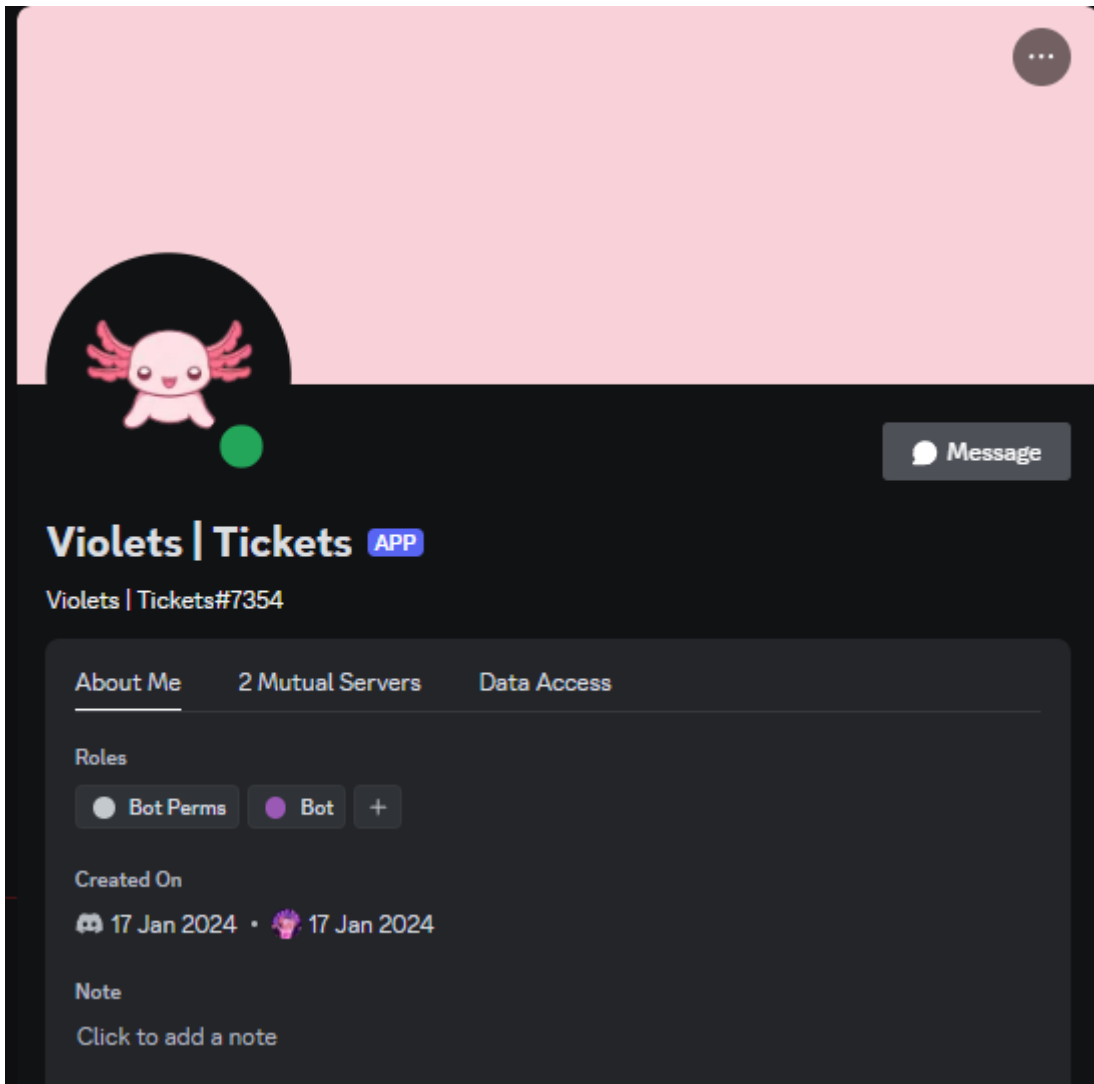 Message
Violets | Tickets APP
Violets | Tickets#7354
About Me 2 Mutual Servers Data Access
Roles
Bot Perms Bot +
Created On
17 Jan 2024 • 17 Jan 2024
Note
Click to add a note